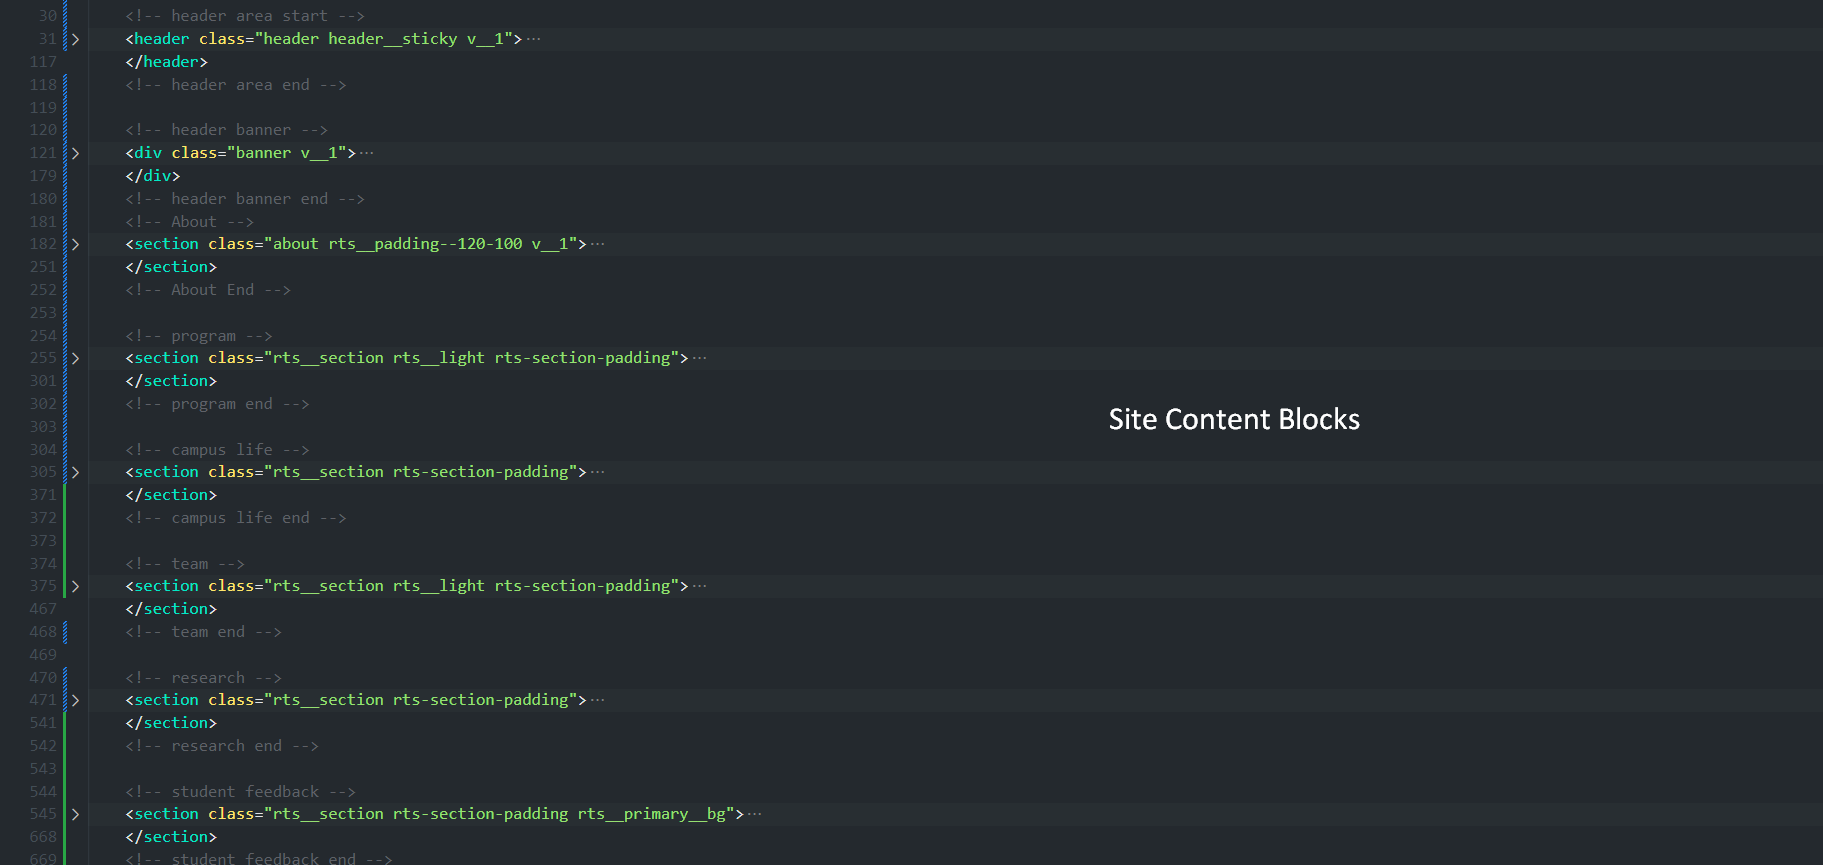 30 <!-- header area start -->
31 <header class="header header__sticky v__1">···
117 </header>
118 <!-- header area end -->
119
120 <!-- header banner -->
121 <div class="banner v__1">···
179 </div>
180 <!-- header banner end -->
181 <!-- About -->
182 <section class="about rts__padding--120-100 v__1">···
251 </section>
252 <!-- About End -->
253
254 <!-- program -->
255 <section class="rts__section rts__light rts-section-padding">···
301 </section>
302 <!-- program end -->
Site Content Blocks
303
304 <!-- campus life -->
305 <section class="rts__section rts-section-padding">···
371 </section>
372 <!-- campus life end -->
373
374 <!-- team -->
375 <section class="rts__section rts__light rts-section-padding">···
467 </section>
468 <!-- team end -->
469
470 <!-- research -->
471 <section class="rts__section rts-section-padding">···
541 </section>
542 <!-- research end -->
543
544 <!-- student feedback -->
545 <section class="rts__section rts-section-padding rts__primary__bg">···
668 </section>
669 <!-- student feedback end -->